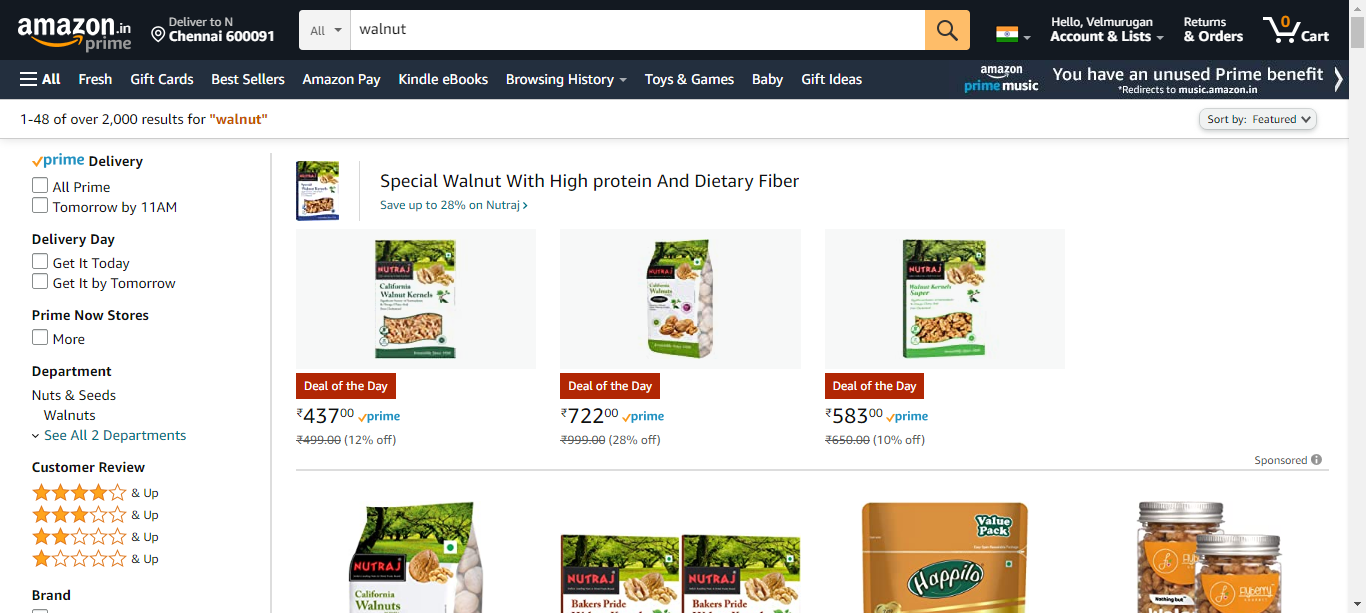 amazon.in
prime
Deliver to N
Chennai 600091
All
walnut
Hello, Velmurugan
Account & Lists
Returns
& Orders
0
Cart
All
Fresh
Gift Cards
Best Sellers
Amazon Pay
Kindle eBooks
Browsing History
Toys & Games
Baby
Gift Ideas
amazon
prime music
You have an unused Prime benefit
*Redirects to music.amazon.in
1-48 of over 2,000 results for "walnut"
Sort by: Featured
prime Delivery
All Prime
Tomorrow by 11AM
Delivery Day
Get It Today
Get It by Tomorrow
Prime Now Stores
More
Department
Nuts & Seeds
Walnuts
See All 2 Departments
Customer Review
& Up
& Up
& Up
& Up
Brand
Special Walnut With High protein And Dietary Fiber
Save up to 28% on Nutraj ›
NUTRAJ
California
Walnut Kernels
NUTRAJ
California
Walnuts
NUTRAJ
Walnut Kernels
Super
Deal of the Day
₹43700 prime
₹499.00 (12% off)
Deal of the Day
₹72200 prime
₹999.00 (28% off)
Deal of the Day
₹58300 prime
₹650.00 (10% off)
Sponsored
NUTRAJ
California
Walnuts
NUTRAJ
Bakers Pride
NUTRAJ
Bakers Pride
Value
Pack
Happilo
flyberry
Nothing but